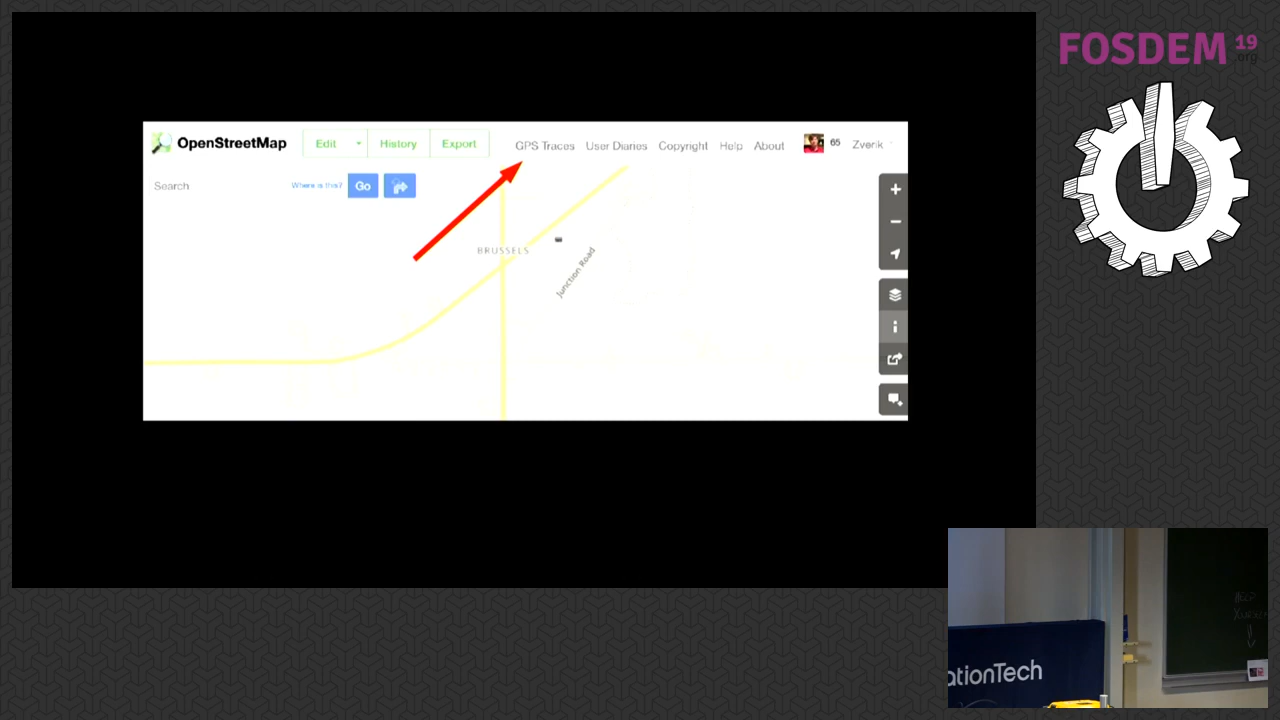 FOSDEM 19
.org
OpenStreetMap Edit History Export GPS Traces User Diaries Copyright Help About 65 Zverik
Search Where is this? Go
BRUSSELS
Junction Road
ationTech